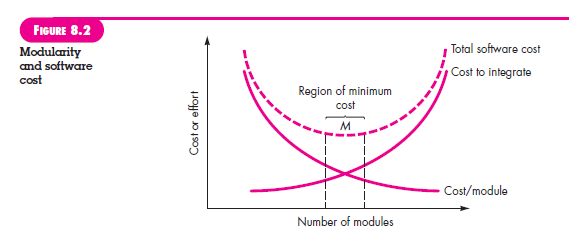 FIGURE 8.2
Modularity
and software
cost
Total software cost
Cost to integrate
Region of minimum
cost
M
Cost or effort
Cost/module
Number of modules